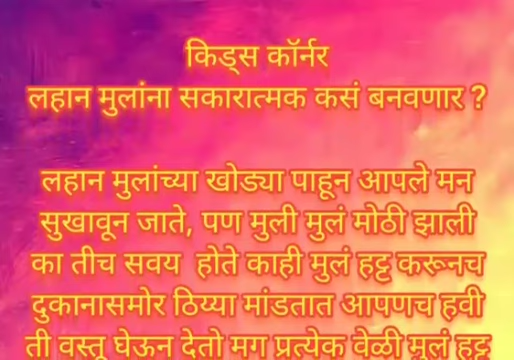 किड्स कॉर्नर
लहान मुलांना सकारात्मक कसं बनवणार ?
लहान मुलांच्या खोड्या पाहून आपले मन
सुखावून जाते, पण मुली मुलं मोठी झाली
का तीच सवय होते काही मुलं हट्ट करूनच
दुकानासमोर ठिय्या मांडतात आपणच हवी
ती वस्तू घेऊन देतो मग प्रत्येक वेळी मुलं हट्ट